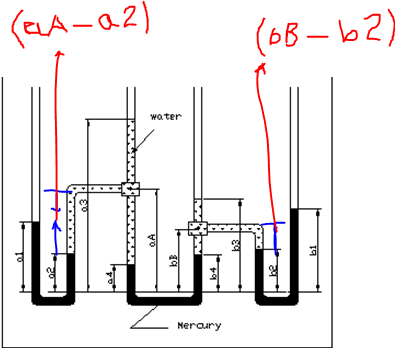 (aA-a2)
(bB-b2)
water
a3
aA
b3
bB
b1
a1
a2
a4
b4
b2
Mercury